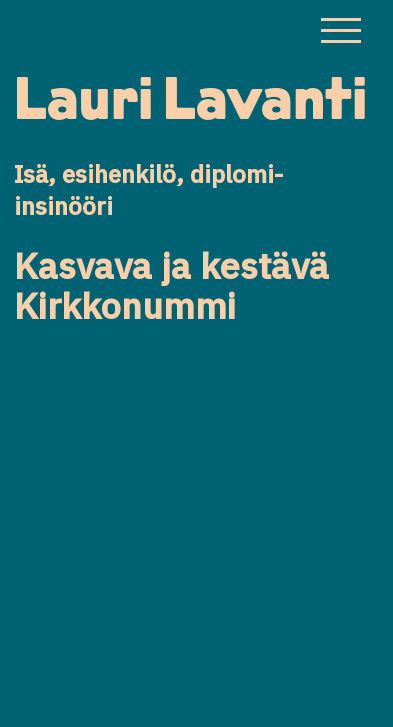 Lauri Lavanti
Isä, esihenkilö, diplomi-
insinööri
Kasvava ja kestävä
Kirkkonummi